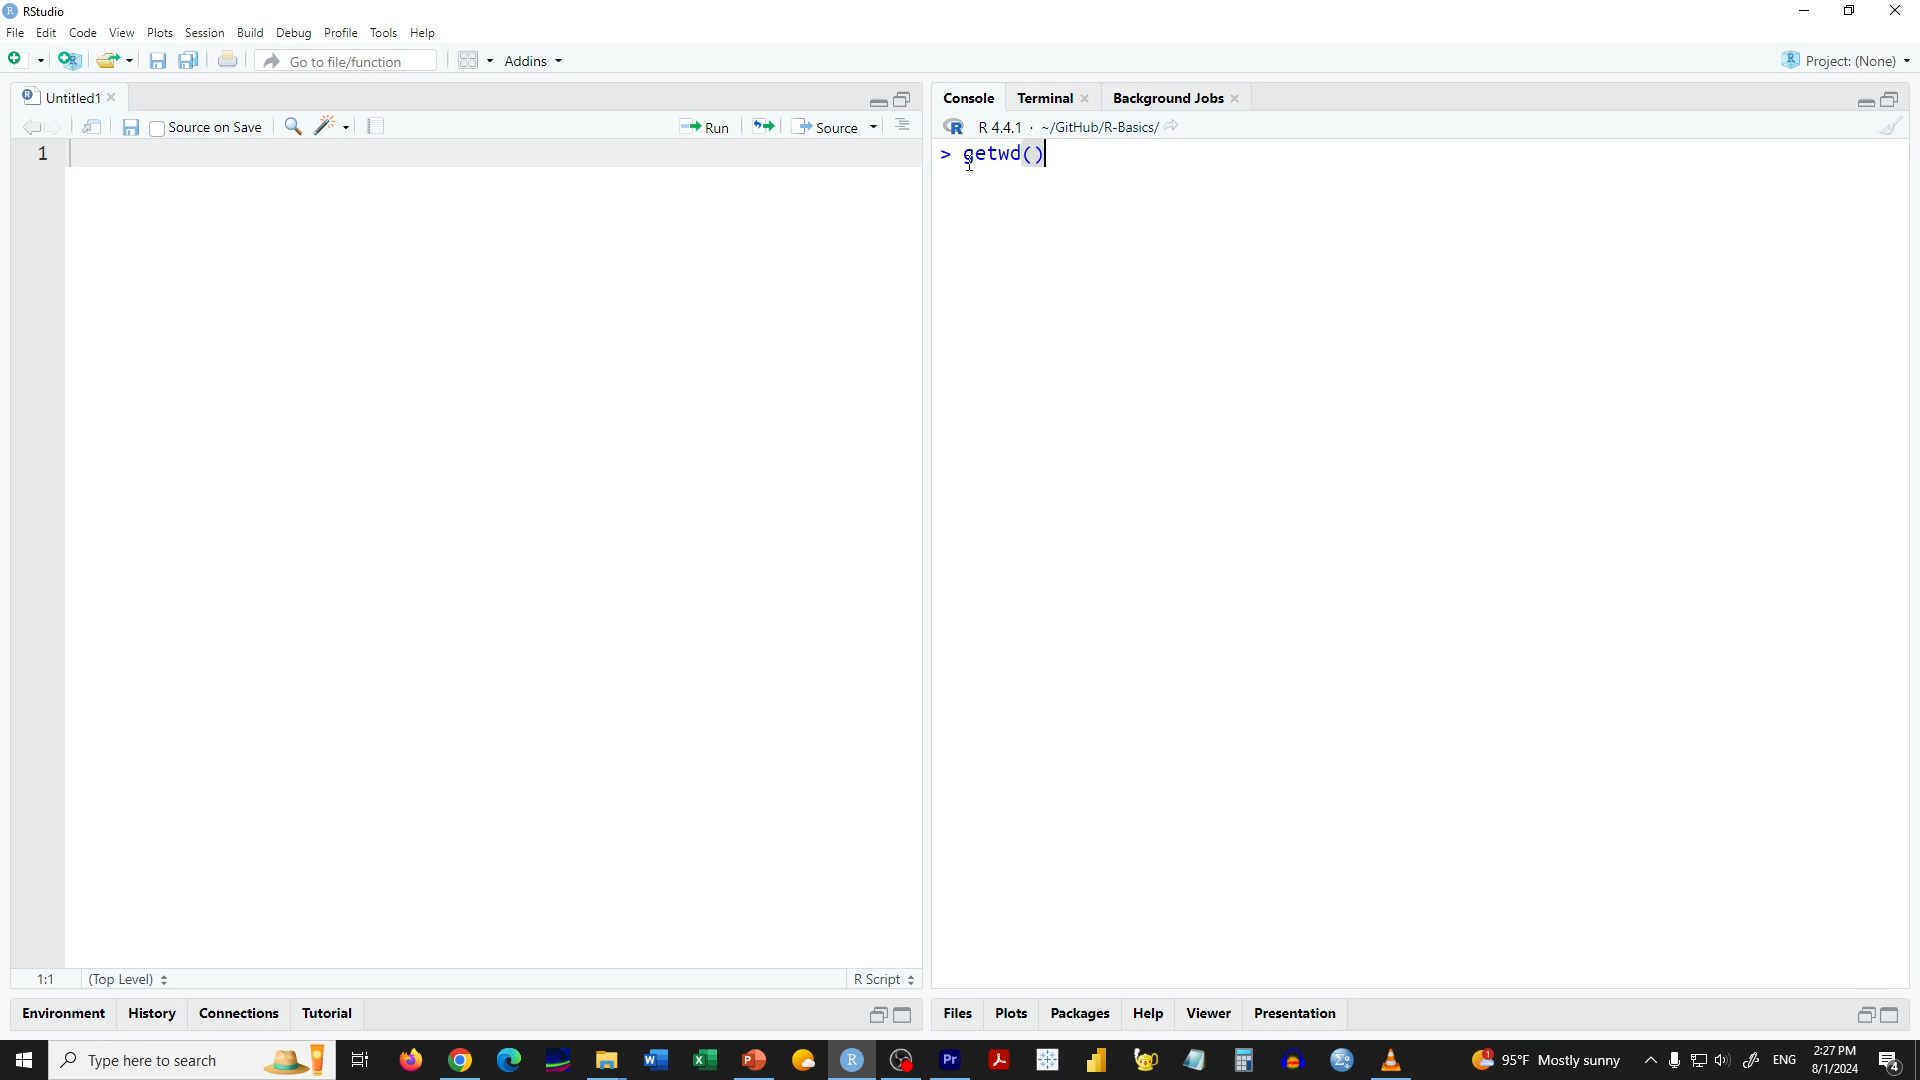 RStudio
File Edit Code View Plots Session Build Debug Profile Tools Help
Go to file/function Addins Project: (None)
Untitled1 Console Terminal Background Jobs
Source on Save Run Source R 4.4.1 · ~/GitHub/R-Basics/
1 > getwd()
1:1 (Top Level) R Script
Environment History Connections Tutorial Files Plots Packages Help Viewer Presentation
Type here to search 95°F Mostly sunny ENG 2:27 PM
8/1/2024 4